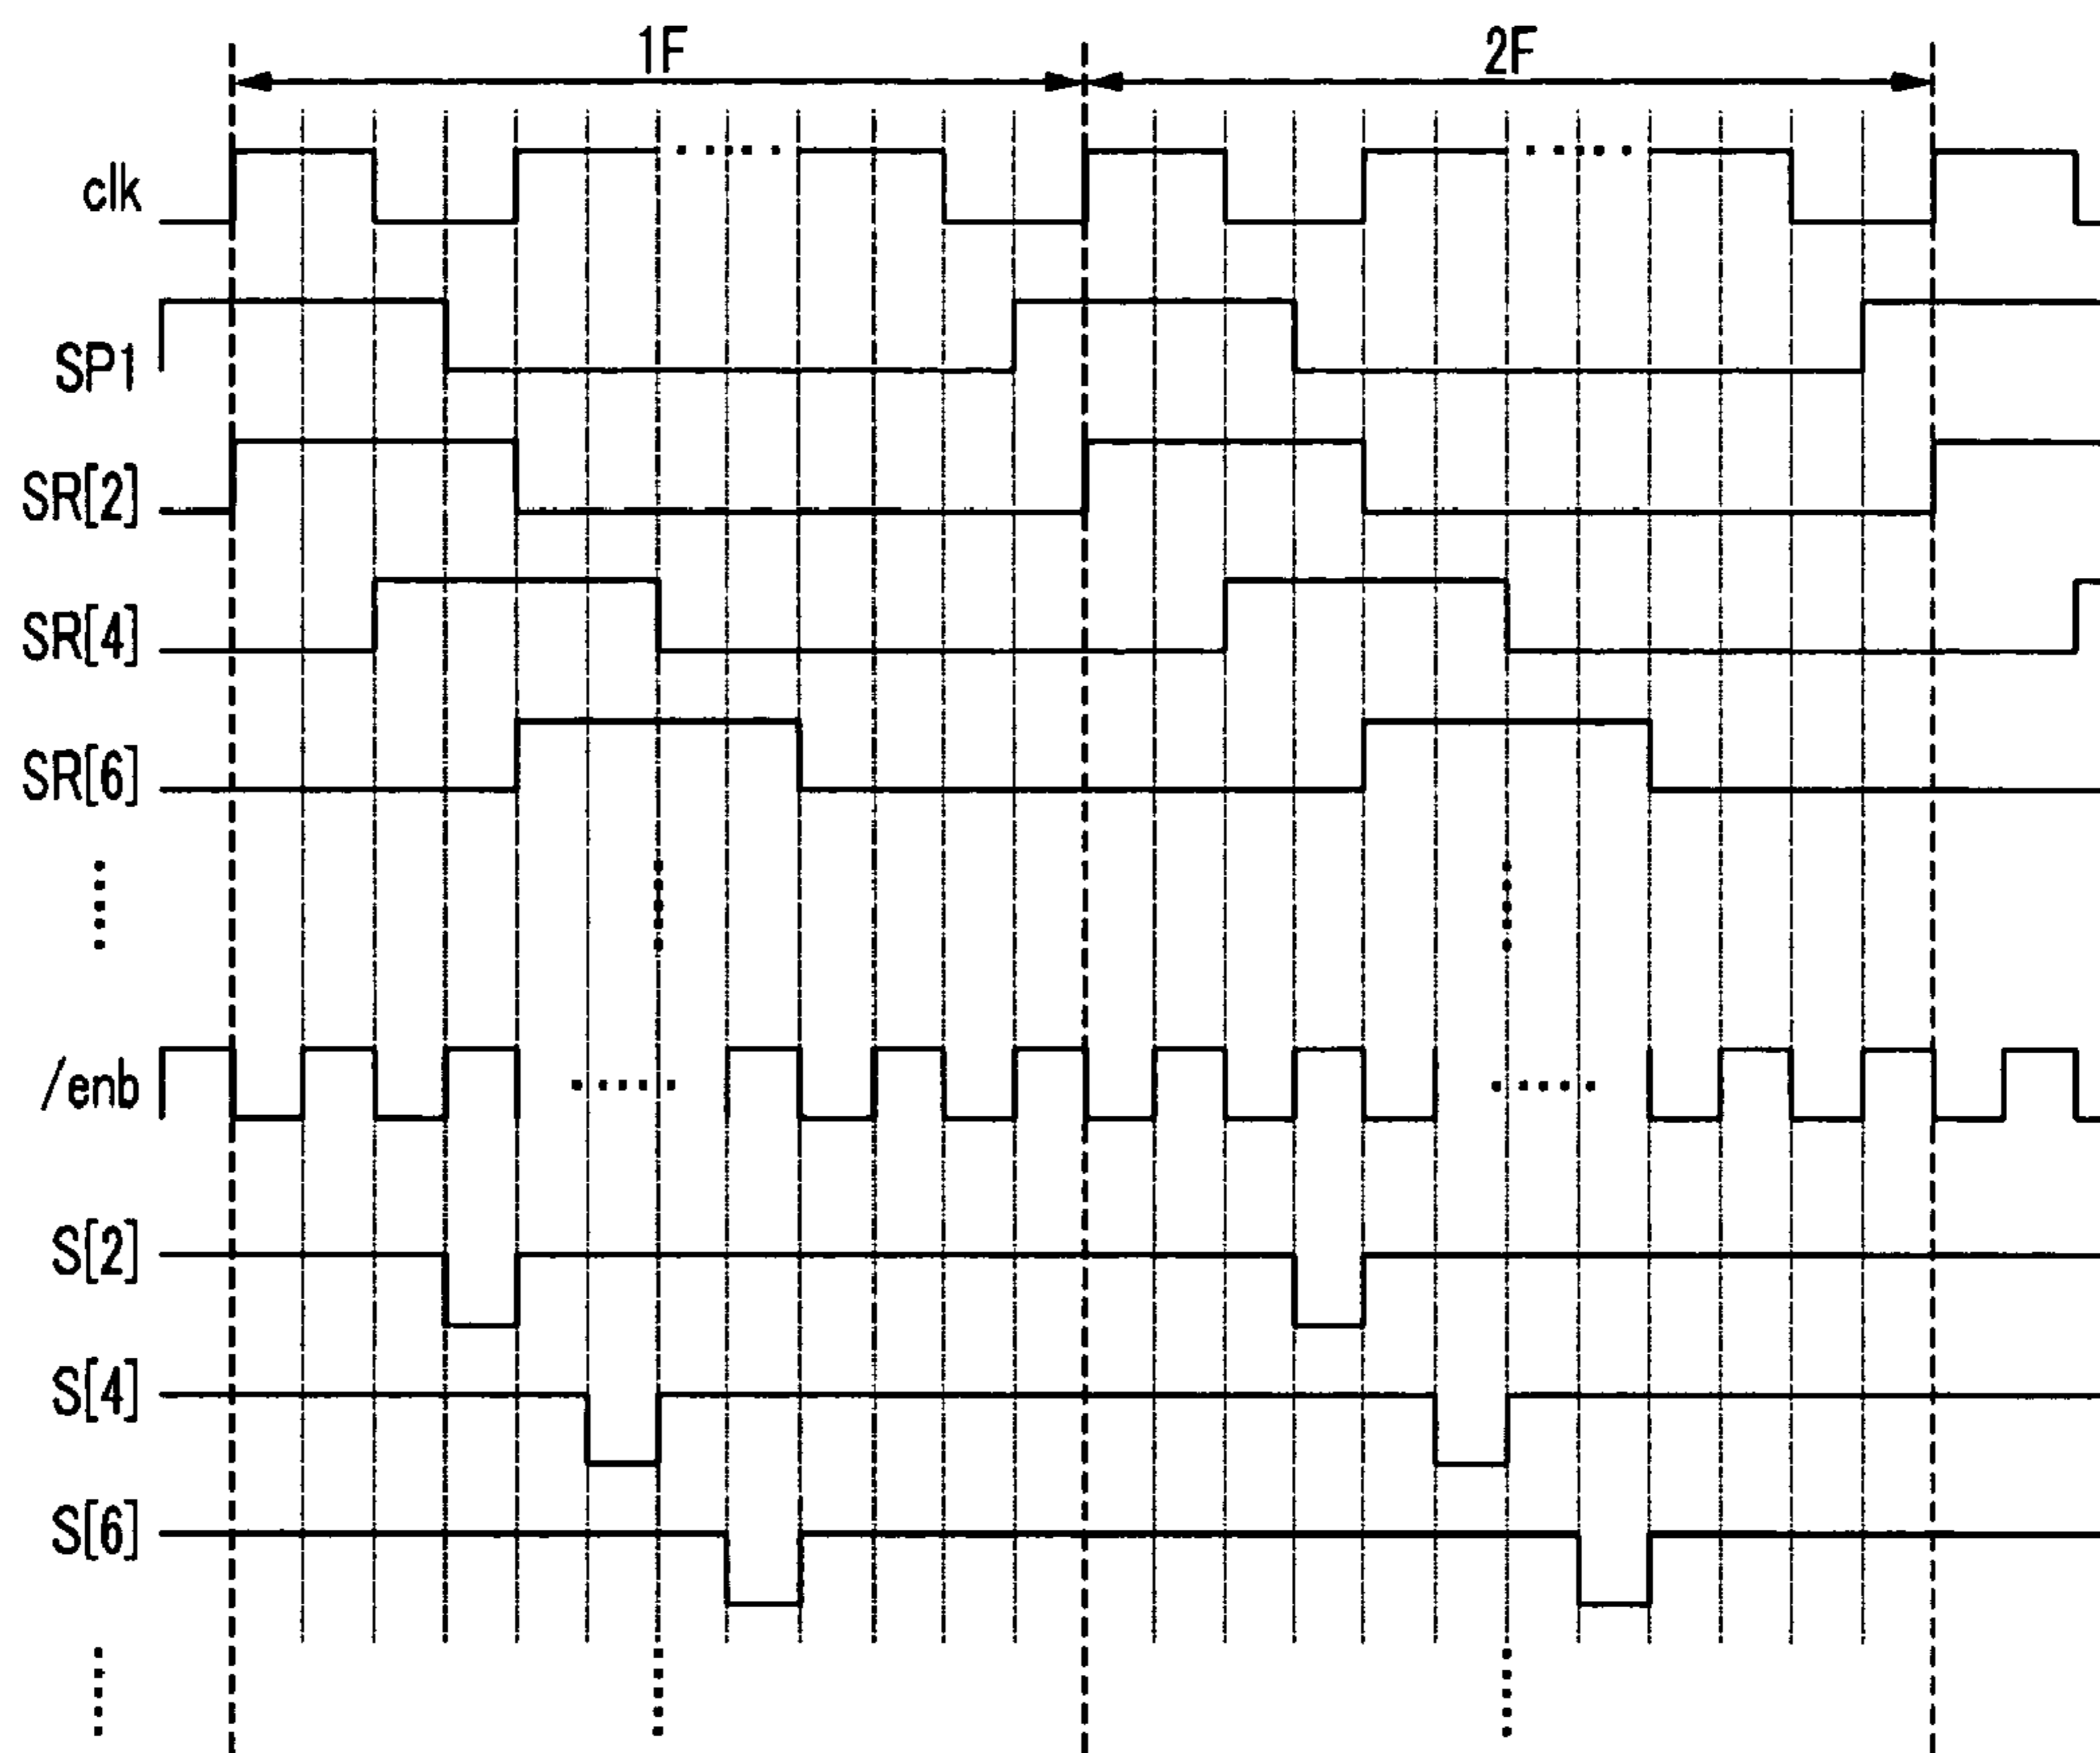 1F 2F
clk
SP1
SR[2]
SR[4]
SR[6]
/enb
S[2]
S[4]
S[6]